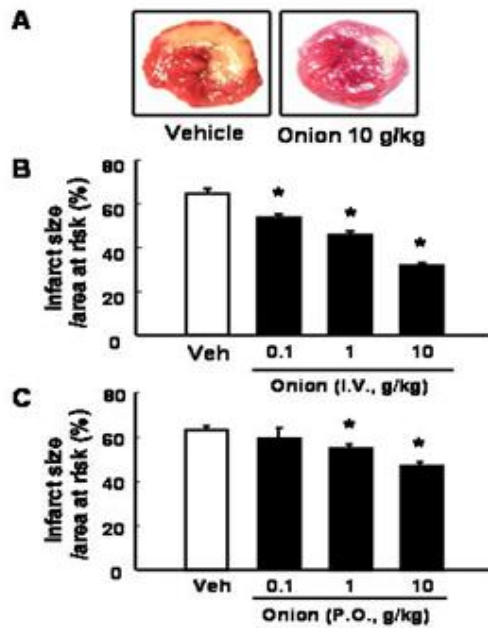 A
Vehicle Onion 10 g/kg
B
Infarct size
/area at risk (%)
80
60
40
20
0
* * *
Veh 0.1 1 10
Onion (I.V., g/kg)
C
Infarct size
/area at risk (%)
80
60
40
20
0
* *
Veh 0.1 1 10
Onion (P.O., g/kg)